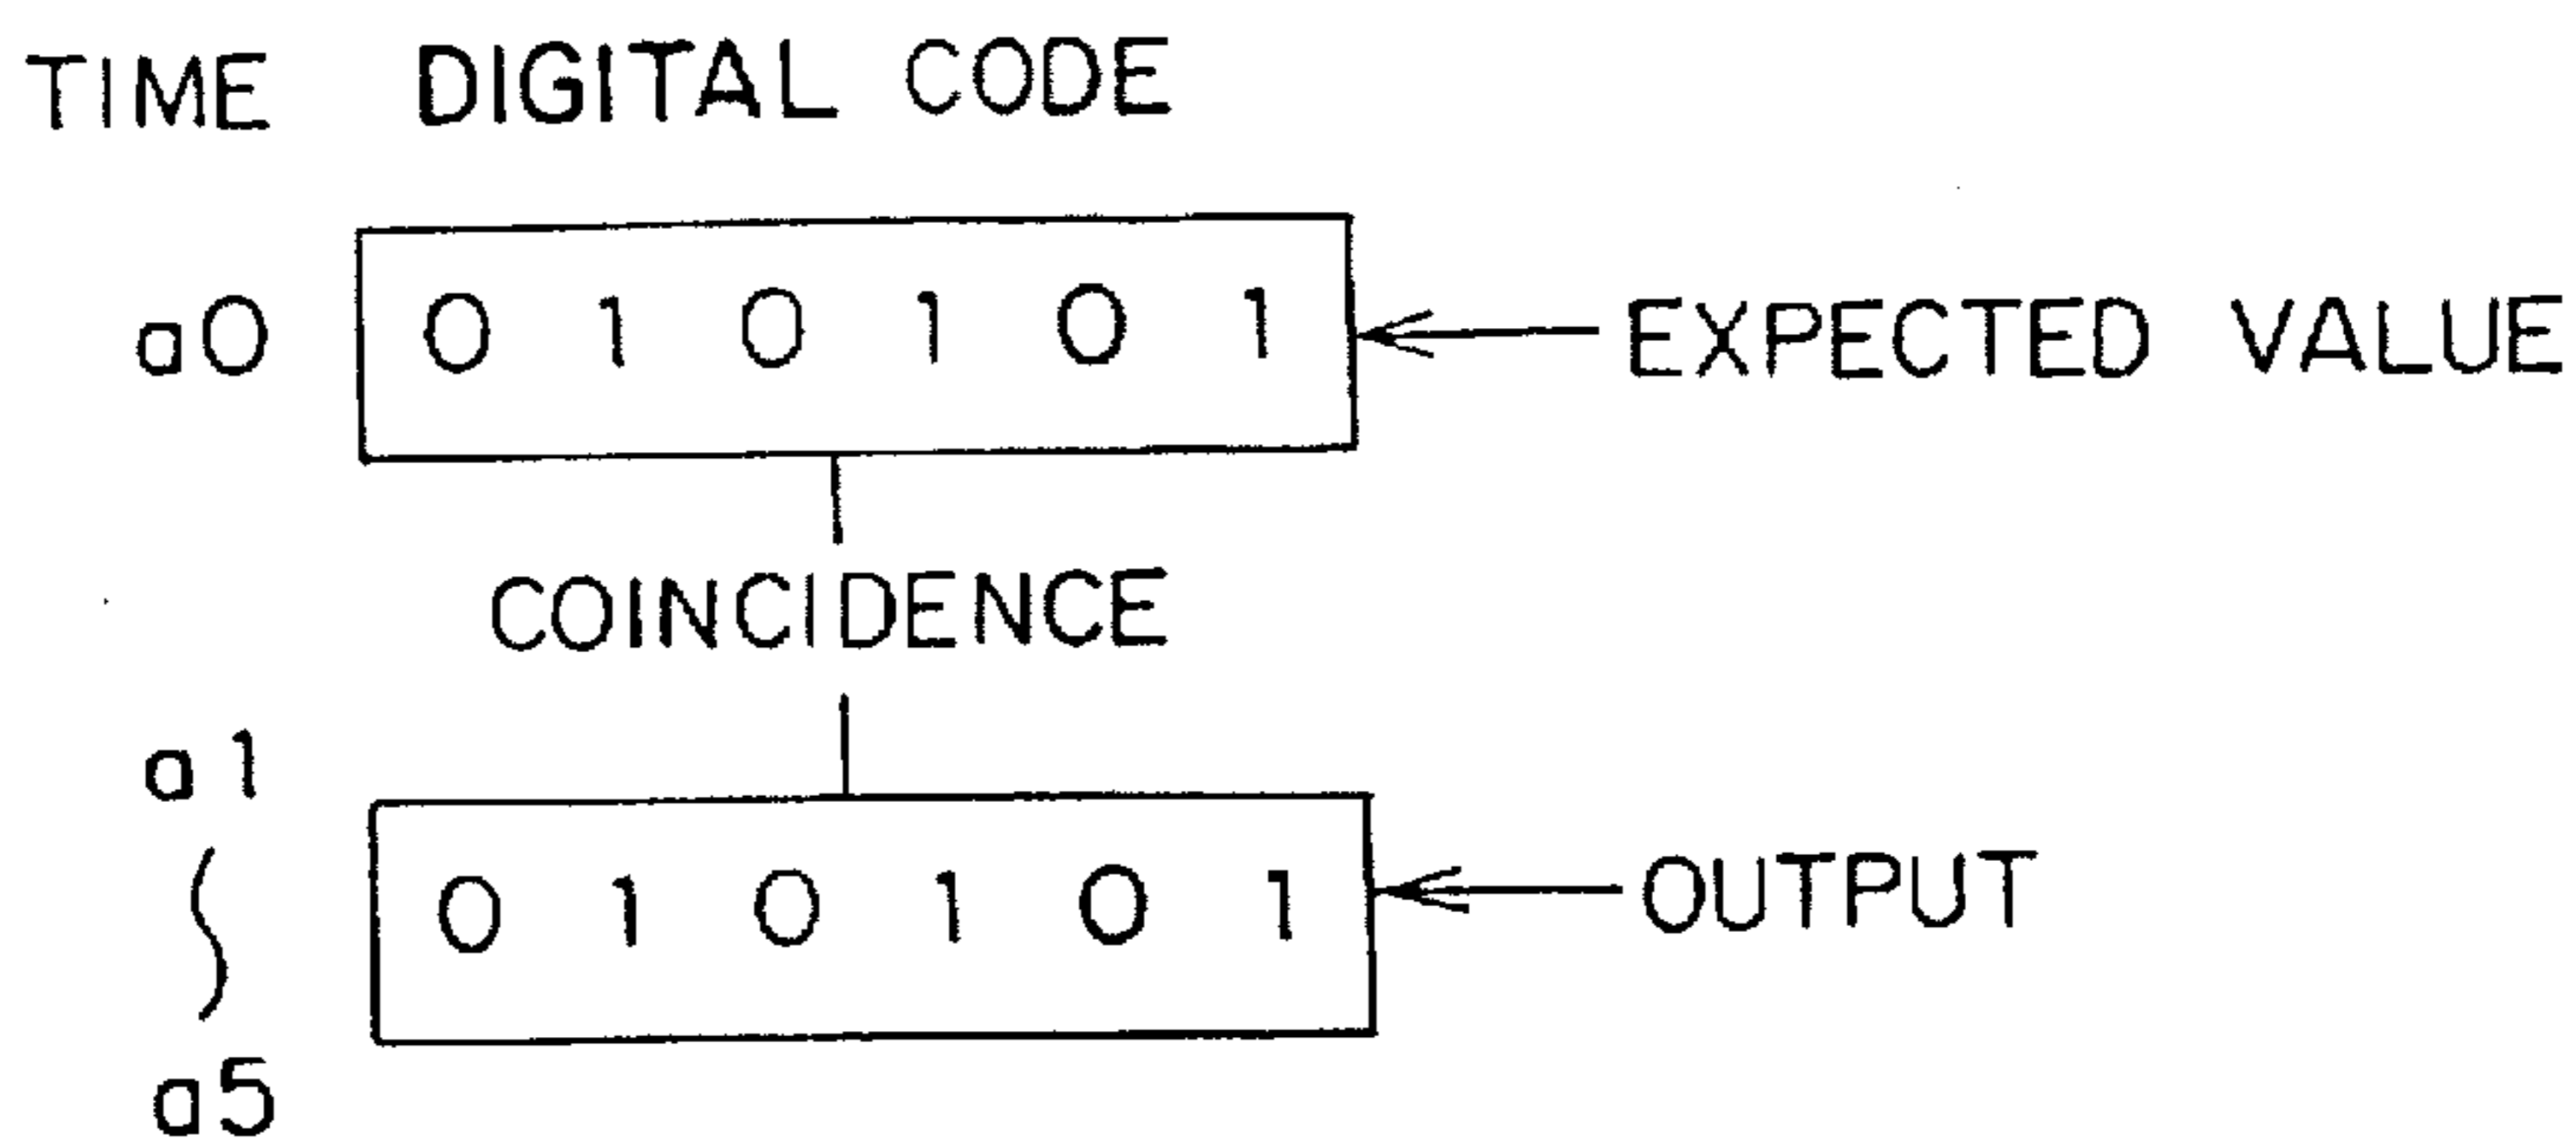 TIME DIGITAL CODE
a0 0 1 0 1 0 1 EXPECTED VALUE
COINCIDENCE
a1
0 1 0 1 0 1 OUTPUT
a5